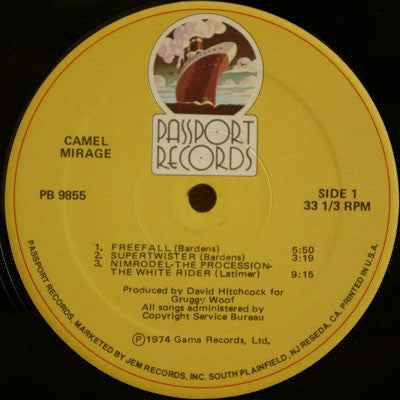 PASSPORT
RECORDS
CAMEL
MIRAGE
PB 9855
SIDE 1
33 1/3 RPM
1. FREEFALL (Bardens) 5:50
2. SUPERTWISTER (Bardens) 3:19
3. NIMRODEL-THE PROCESSION-
THE WHITE RIDER (Latimer) 9:15
Produced by David Hitchcock for
Gruggy Woof
All songs administered by
Copyright Service Bureau
Ⓟ1974 Gama Records, Ltd.
PASSPORT RECORDS, MARKETED BY JEM RECORDS, INC. SOUTH PLAINFIELD, NJ RESEDA, CA. PRINTED IN U.S.A.